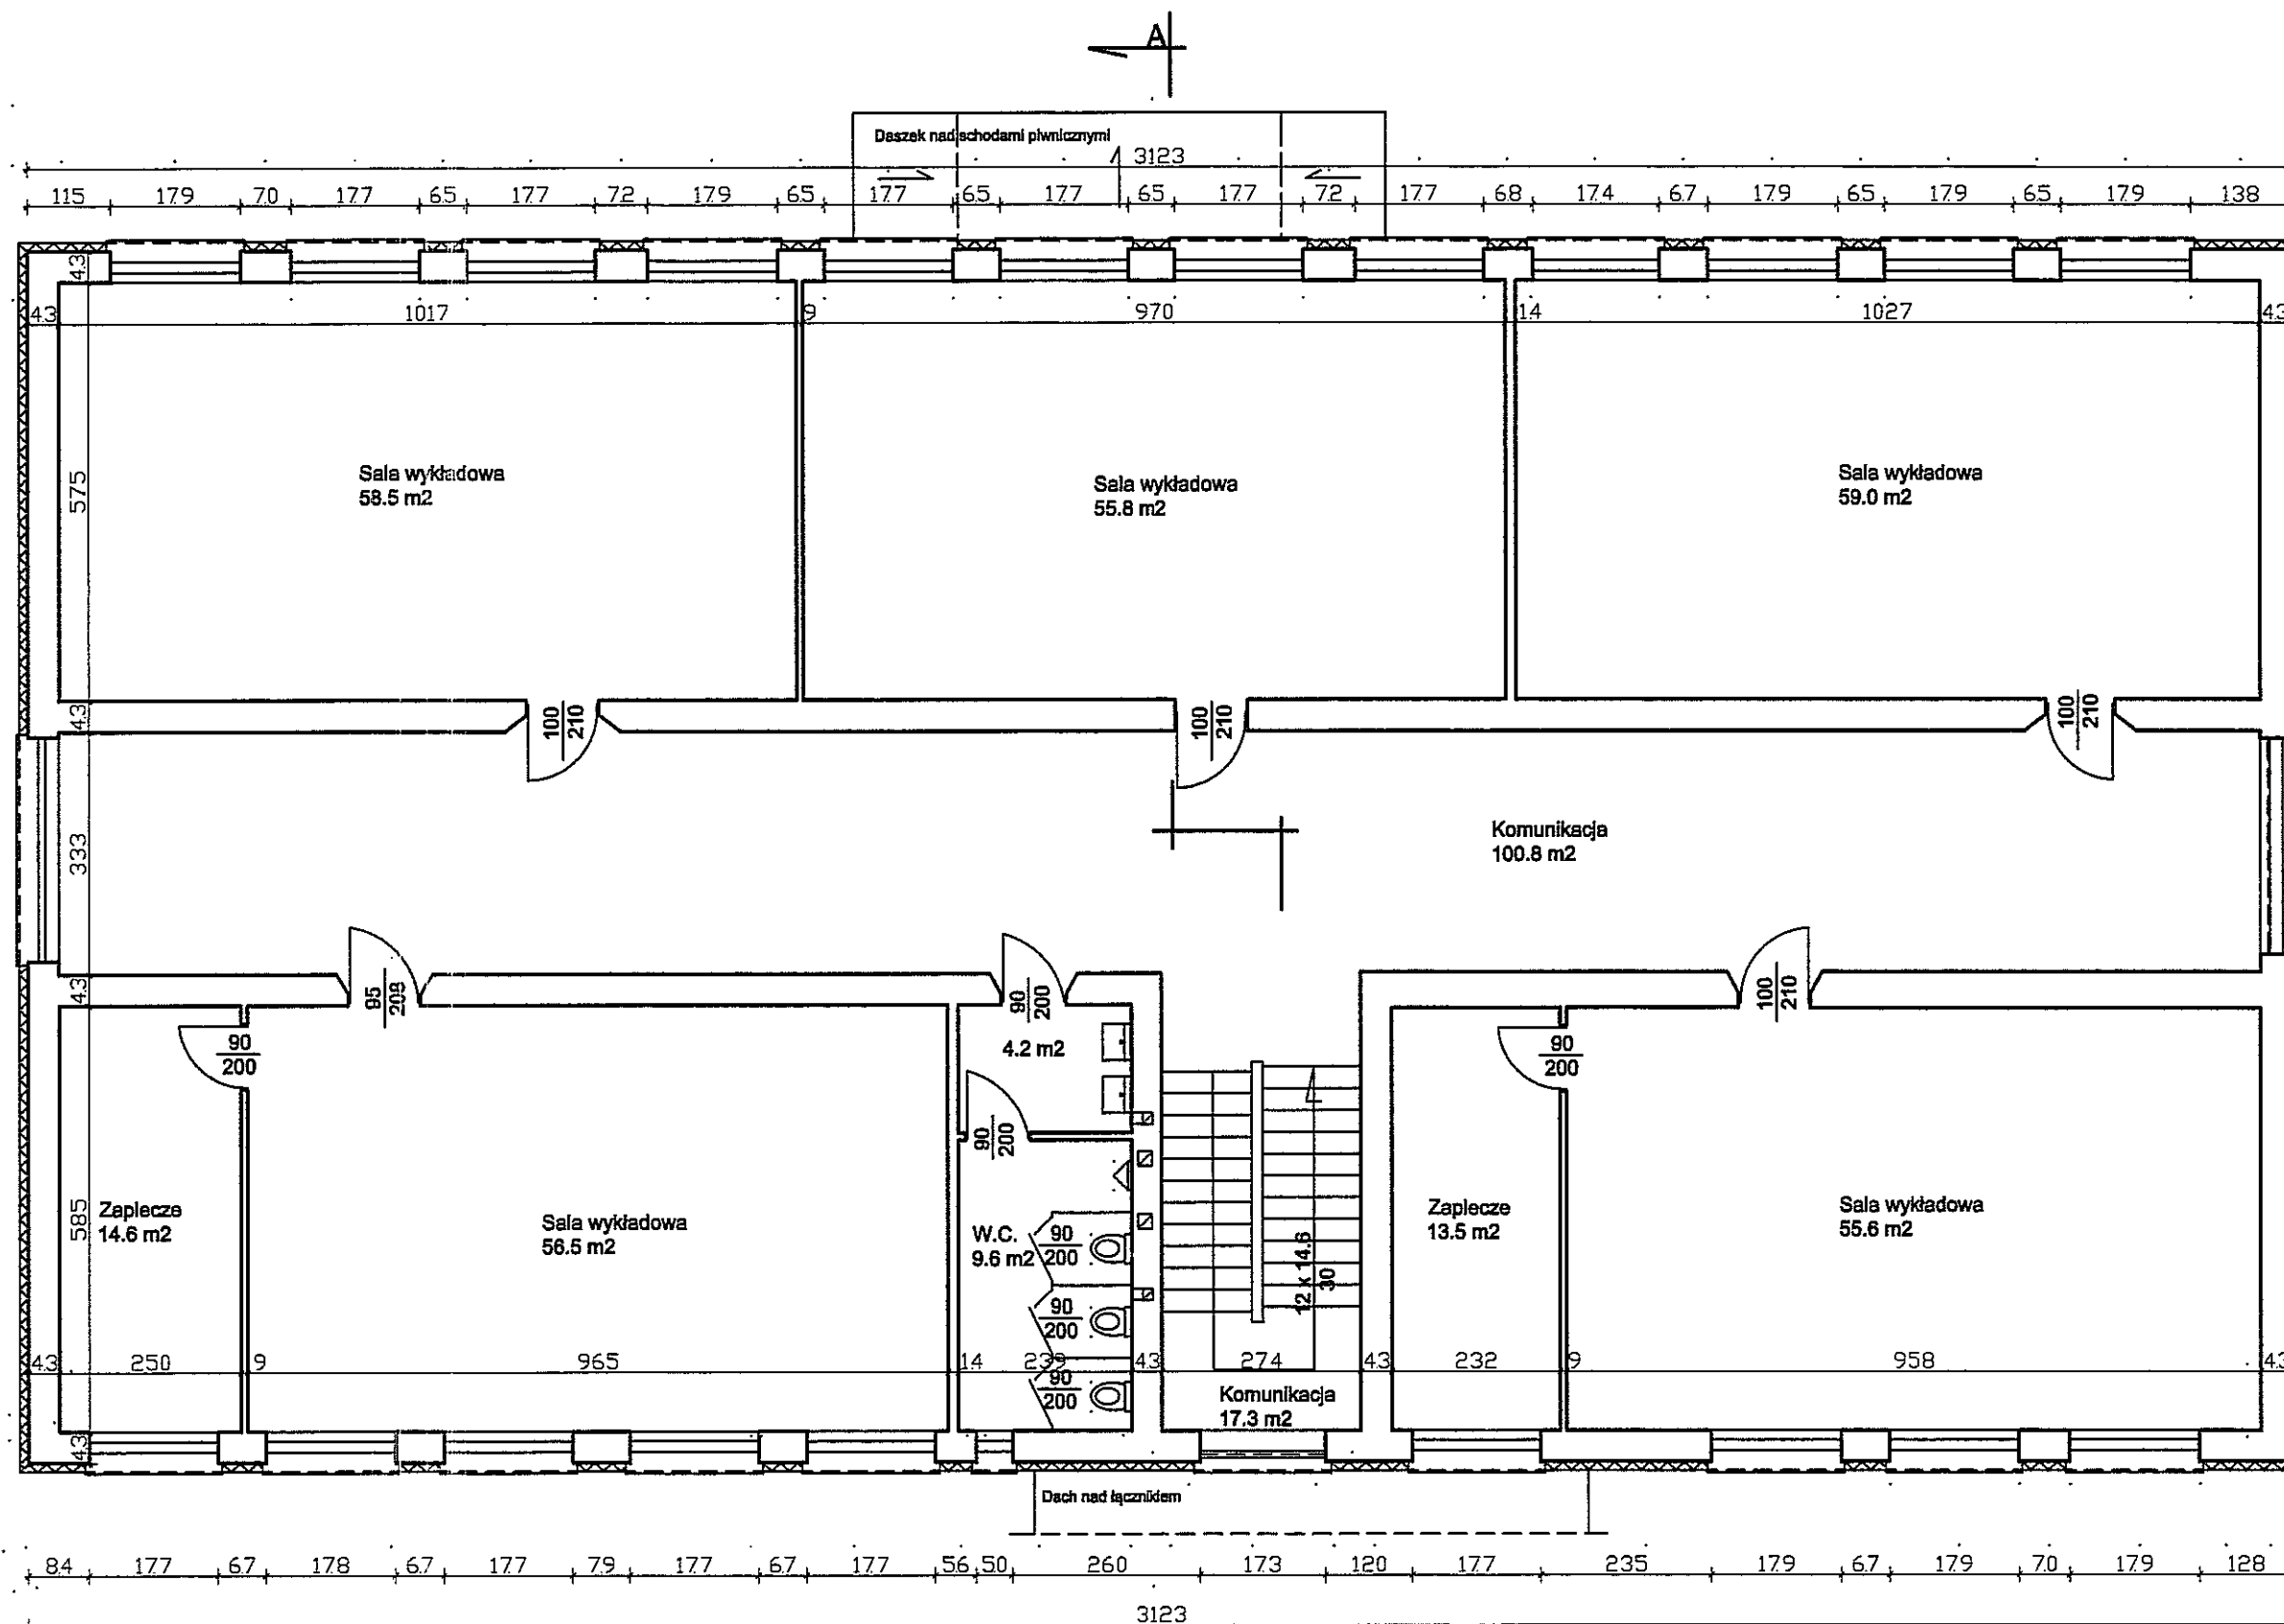 A
Daszek nad schodami piwnicznymi
3123
115 179 70 177 65 177 72 179 65 177 65 177 65 177 72 177 68 174 67 179 65 179 65 179 138
43
43 1017 9 970 14 1027 43
575
Sala wykładowa
58.5 m2
Sala wykładowa
55.8 m2
Sala wykładowa
59.0 m2
43
100
210
100
210
100
210
333
Komunikacja
100.8 m2
43
95
208
90
200
100
210
90
200
4.2 m2
90
200
90
200
585
Zaplecze
14.6 m2
Sala wykładowa
56.5 m2
W.C.
9.6 m2
90
200
90
200
90
200
12 x 14.6
30
Zaplecze
13.5 m2
Sala wykładowa
55.6 m2
43 250 9 965 14 239 43 274 43 232 9 958 43
Komunikacja
17.3 m2
43
Dach nad łącznikiem
84 177 67 178 67 177 79 177 67 177 56 50 260 173 120 177 235 179 67 179 70 179 128
3123